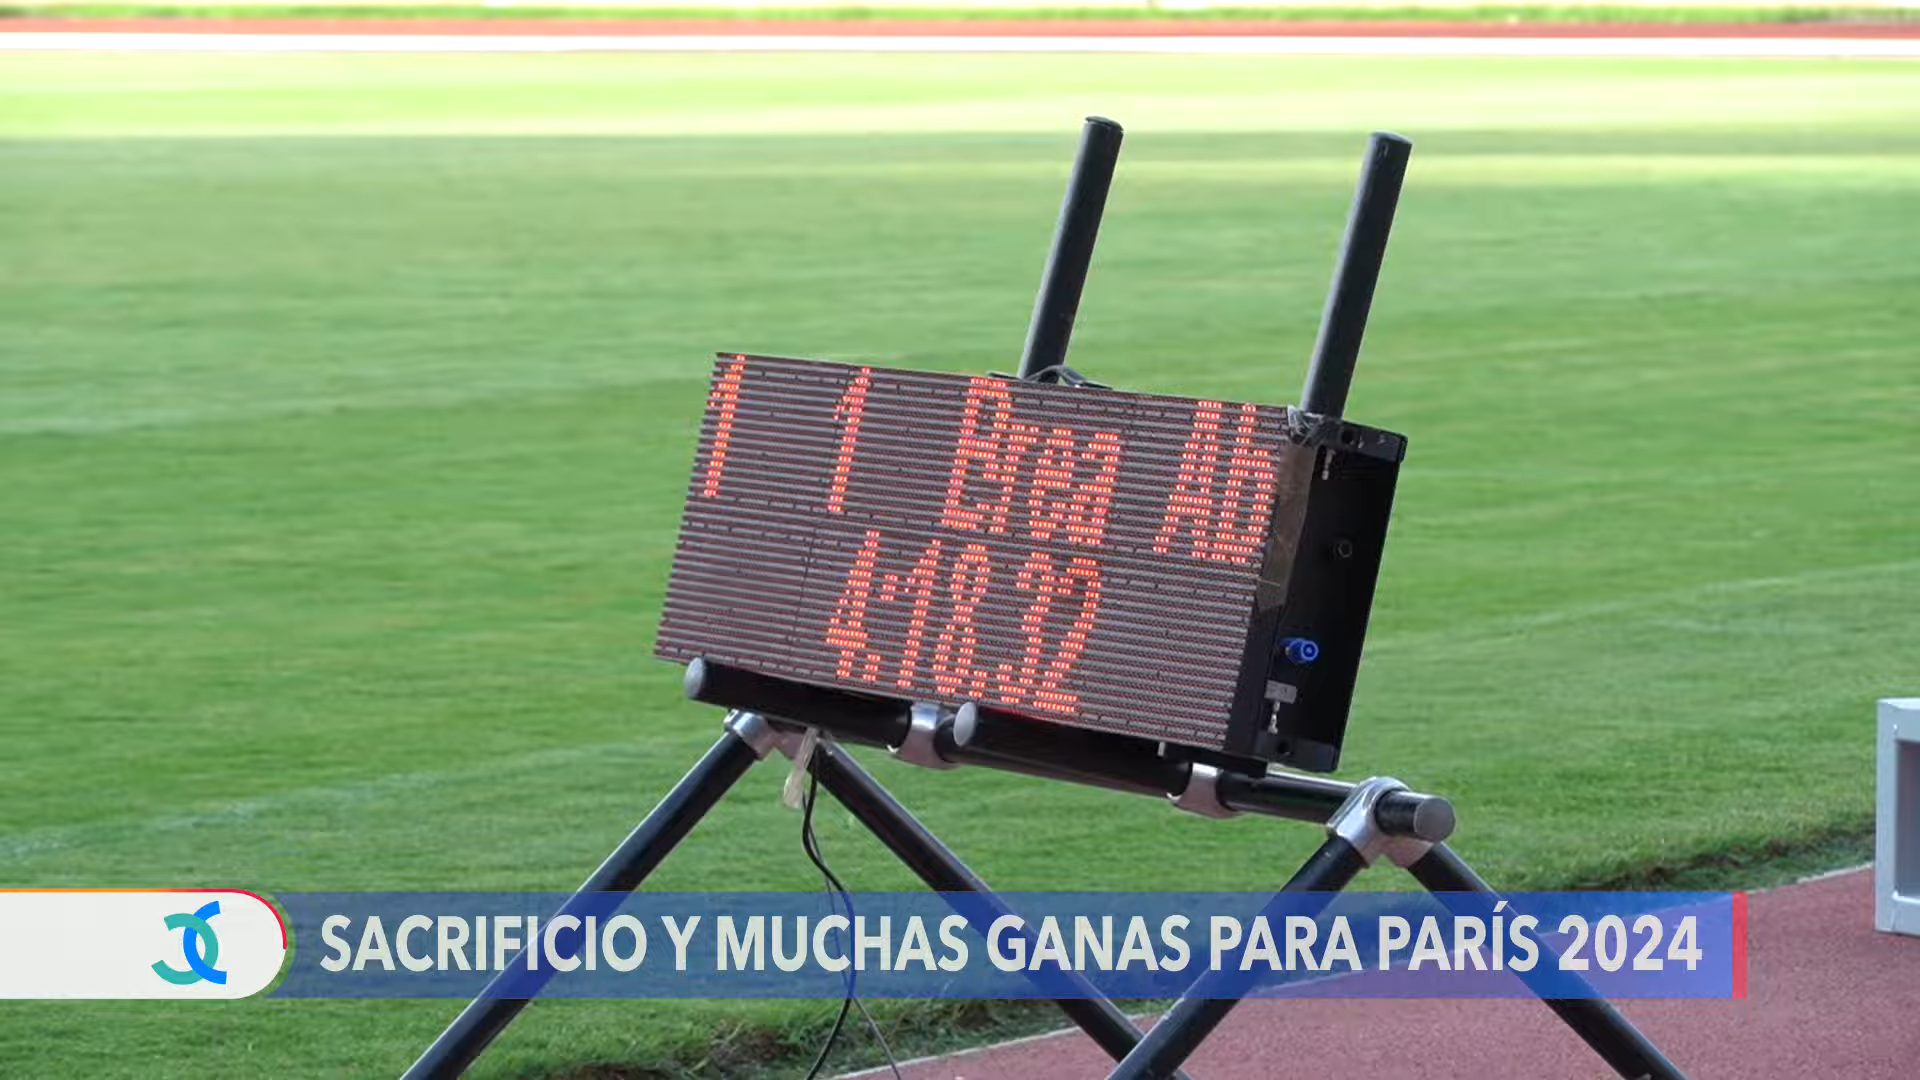 1 1 Brea Ab
4:18.32
SACRIFICIO Y MUCHAS GANAS PARA PARÍS 2024